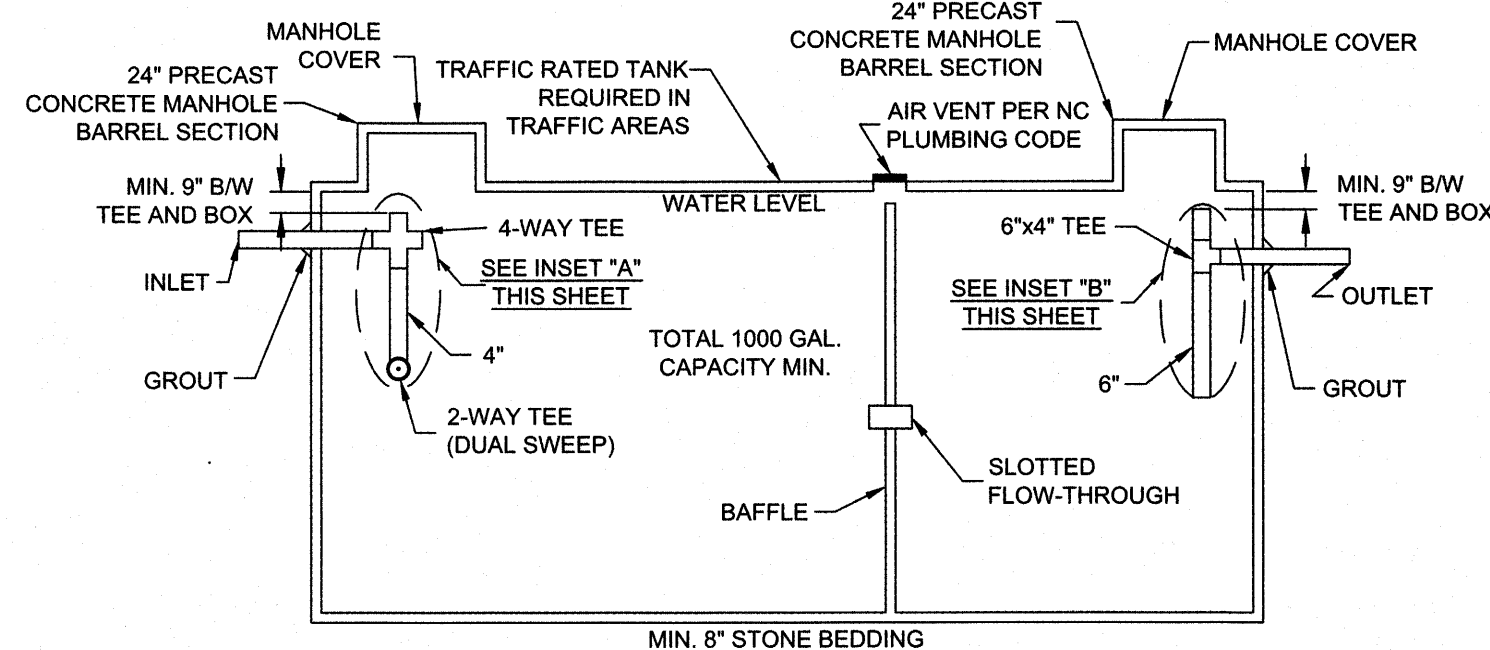 MANHOLE
COVER
24" PRECAST
CONCRETE MANHOLE
BARREL SECTION
TRAFFIC RATED TANK
REQUIRED IN
TRAFFIC AREAS
24" PRECAST
CONCRETE MANHOLE
BARREL SECTION
MANHOLE COVER
AIR VENT PER NC
PLUMBING CODE
MIN. 9" B/W
TEE AND BOX
WATER LEVEL
MIN. 9" B/W
TEE AND BOX
4-WAY TEE
6"x4" TEE
INLET
SEE INSET "A"
THIS SHEET
SEE INSET "B"
THIS SHEET
OUTLET
TOTAL 1000 GAL.
CAPACITY MIN.
4"
GROUT
6"
GROUT
2-WAY TEE
(DUAL SWEEP)
SLOTTED
FLOW-THROUGH
BAFFLE
MIN. 8" STONE BEDDING